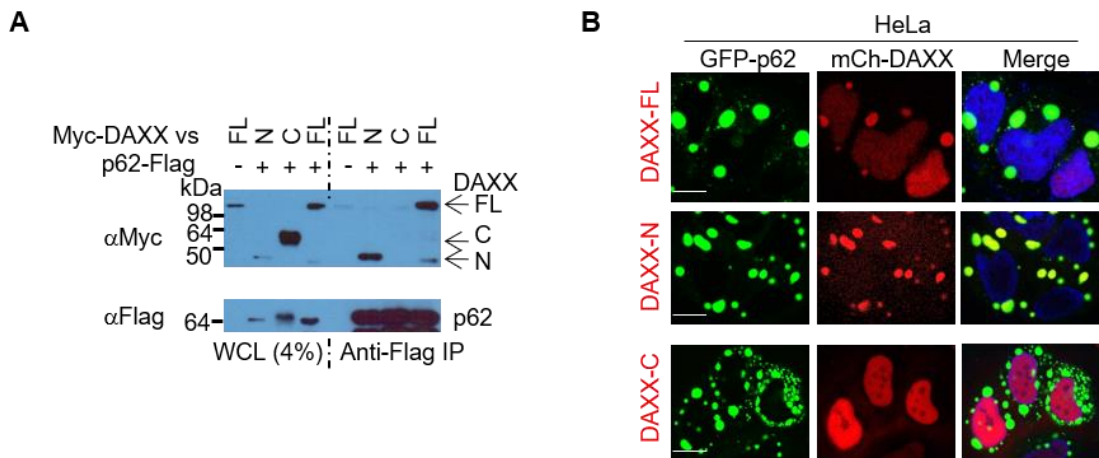 A
Myc-DAXX vs FL N C FL FL N C FL
p62-Flag - + + + - + + +
kDa
DAXX
98
FL
64
αMyc
C
50
N
αFlag
64
p62
WCL (4%) Anti-Flag IP
B
HeLa
GFP-p62 mCh-DAXX Merge
DAXX-FL
DAXX-N
DAXX-C